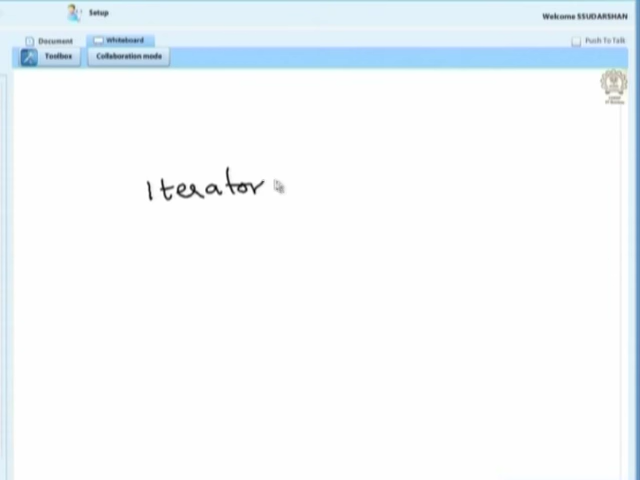 Setup
Welcome SSUDARSHAN
Document
Whiteboard
Push To Talk
Toolbox
Collaboration mode
Iterator